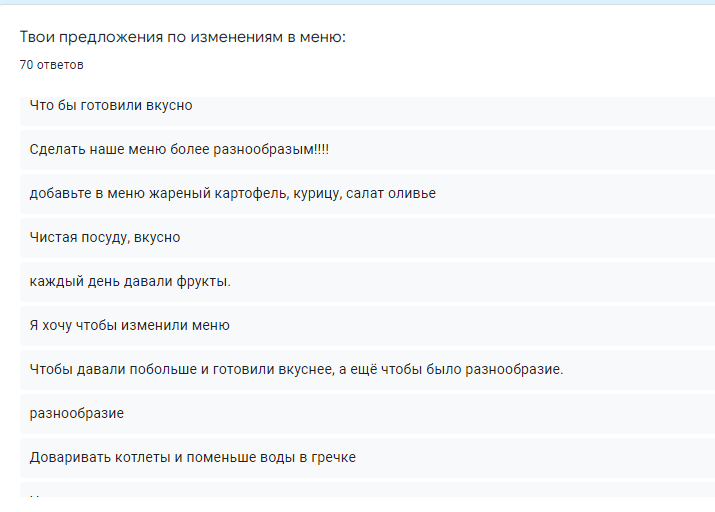 Твои предложения по изменениям в меню:
70 ответов
Что бы готовили вкусно
Сделать наше меню более разнообразым!!!!
добавьте в меню жареный картофель, курицу, салат оливье
Чистая посуду, вкусно
каждый день давали фрукты.
Я хочу чтобы изменили меню
Чтобы давали побольше и готовили вкуснее, а ещё чтобы было разнообразие.
разнообразие
Доваривать котлеты и поменьше воды в гречке